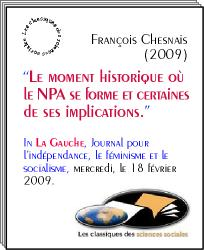 Les classiques des sciences sociales
François Chesnais
(2009)
“Le moment historique où
le NPA se forme et certaines
de ses implications.”
In La Gauche, Journal pour
l'indépendance, le féminisme et le
socialisme, mercredi, le 18 février
2009.
Les classiques des sciences sociales